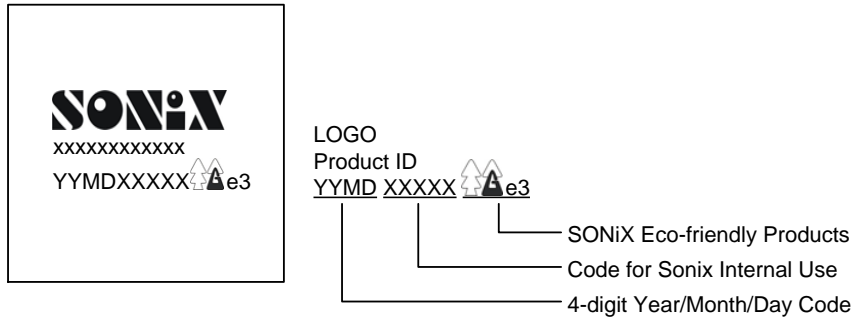 SONiX
xxxxxxxxxxxx
YYMDXXXXX e3
LOGO
Product ID
YYMD XXXXX e3
SONiX Eco-friendly Products
Code for Sonix Internal Use
4-digit Year/Month/Day Code